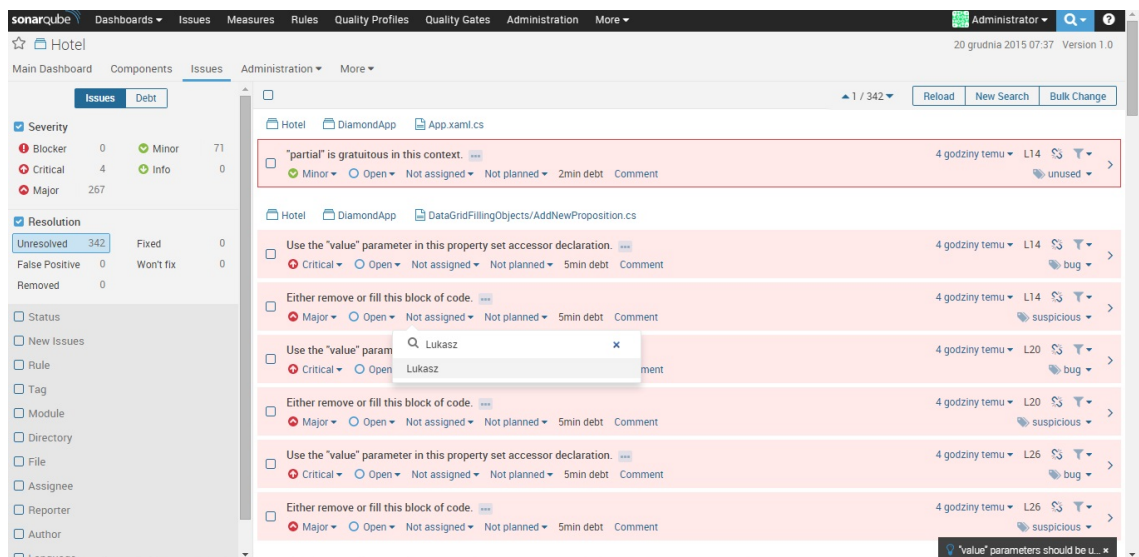 sonarqube Dashboards Issues Measures Rules Quality Profiles Quality Gates Administration More Administrator
Hotel 20 grudnia 2015 07:37 Version 1.0
Main Dashboard Components Issues Administration More
Issues Debt 1 / 342 Reload New Search Bulk Change
Severity
Blocker 0 Minor 71
Critical 4 Info 0
Major 267
Resolution
Unresolved 342 Fixed 0
False Positive 0 Won't fix 0
Removed 0
Status
New Issues
Rule
Tag
Module
Directory
File
Assignee
Reporter
Author
Language
Hotel DiamondApp App.xaml.cs
"partial" is gratuitous in this context. 4 godziny temu L14
Minor Open Not assigned Not planned 2min debt Comment unused
Hotel DiamondApp DataGridFillingObjects/AddNewProposition.cs
Use the "value" parameter in this property set accessor declaration. 4 godziny temu L14
Critical Open Not assigned Not planned 5min debt Comment bug
Either remove or fill this block of code. 4 godziny temu L14
Major Open Not assigned Not planned 5min debt Comment suspicious
Lukasz
Lukasz
Use the "value" param 4 godziny temu L20
Critical Open ment bug
Either remove or fill this block of code. 4 godziny temu L20
Major Open Not assigned Not planned 5min debt Comment suspicious
Use the "value" parameter in this property set accessor declaration. 4 godziny temu L26
Critical Open Not assigned Not planned 5min debt Comment bug
Either remove or fill this block of code. 4 godziny temu L26
Major Open Not assigned Not planned 5min debt Comment suspicious
"value" parameters should be u...